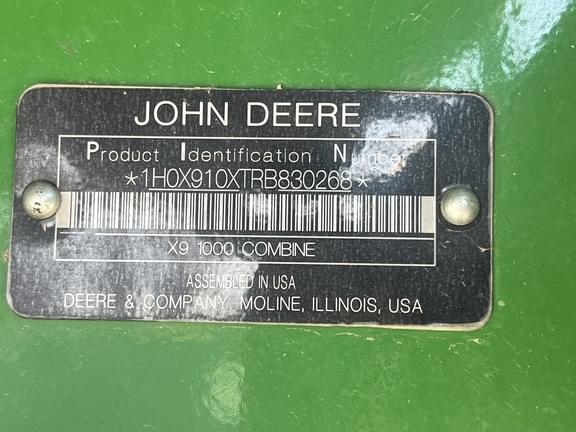 JOHN DEERE
Product Identification Number
*1H0X910XTRB830268*
X9 1000 COMBINE
ASSEMBLED IN USA
DEERE & COMPANY, MOLINE, ILLINOIS, USA